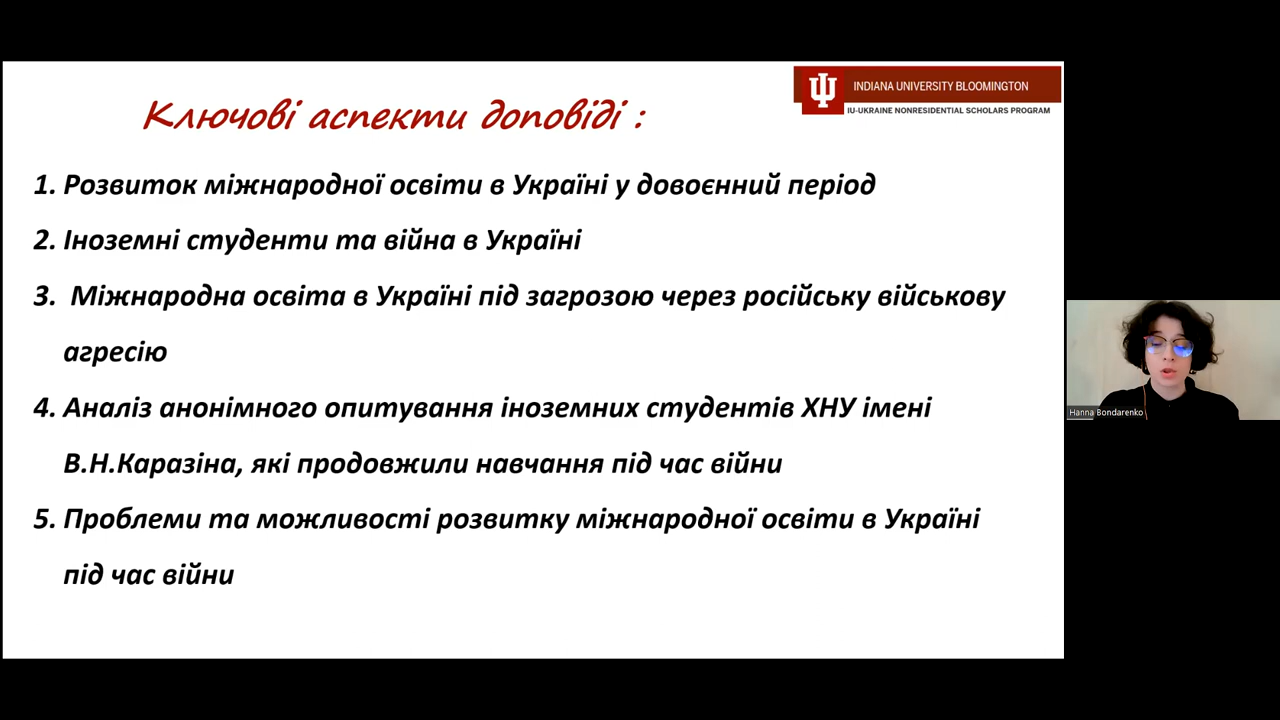 Ключові аспекти доповіді :
INDIANA UNIVERSITY BLOOMINGTON
IU-UKRAINE NONRESIDENTIAL SCHOLARS PROGRAM
1. Розвиток міжнародної освіти в Україні у довоєнний період
2. Іноземні студенти та війна в Україні
3. Міжнародна освіта в Україні під загрозою через російську військову
агресію
4. Аналіз анонімного опитування іноземних студентів ХНУ імені
В.Н.Каразіна, які продовжили навчання під час війни
5. Проблеми та можливості розвитку міжнародної освіти в Україні
під час війни
Hanna Bondarenko